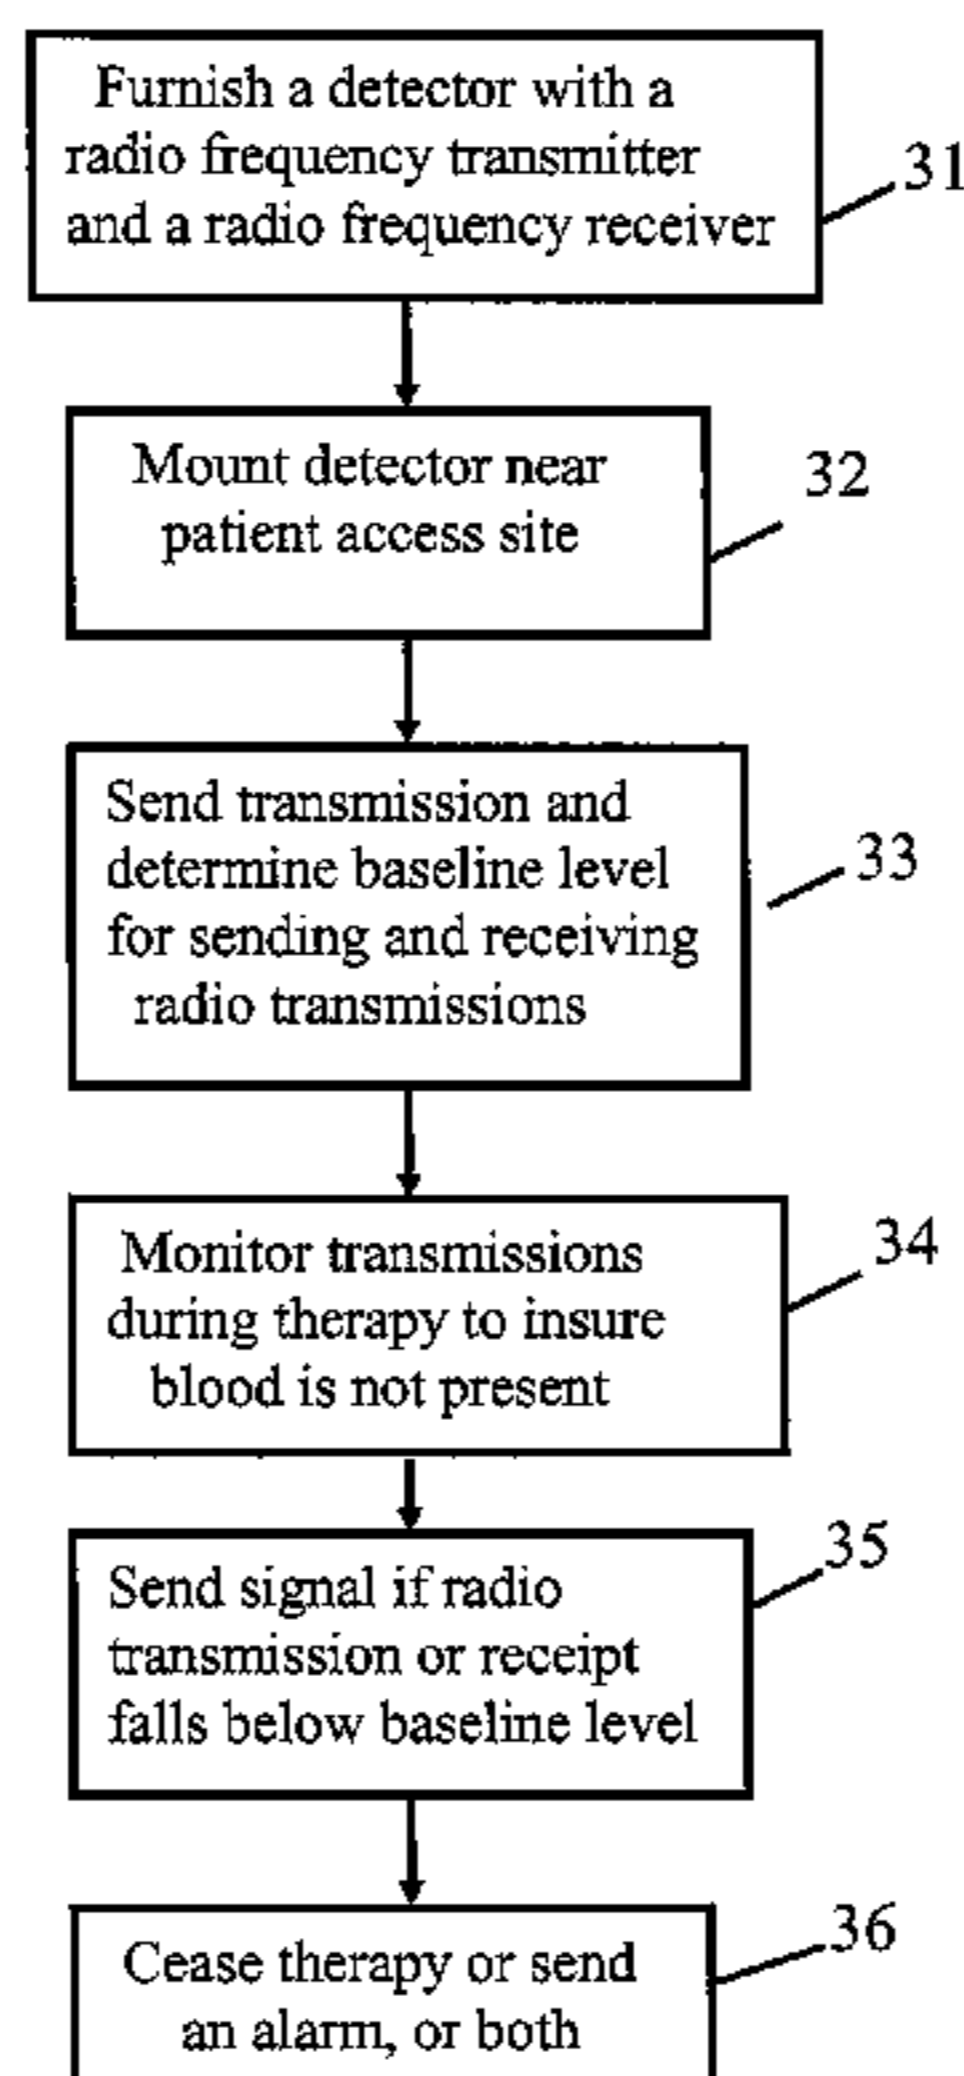 Furnish a detector with a
radio frequency transmitter
and a radio frequency receiver
31
Mount detector near
patient access site
32
Send transmission and
determine baseline level
for sending and receiving
radio transmissions
33
Monitor transmissions
during therapy to insure
blood is not present
34
Send signal if radio
transmission or receipt
falls below baseline level
35
Cease therapy or send
an alarm, or both
36